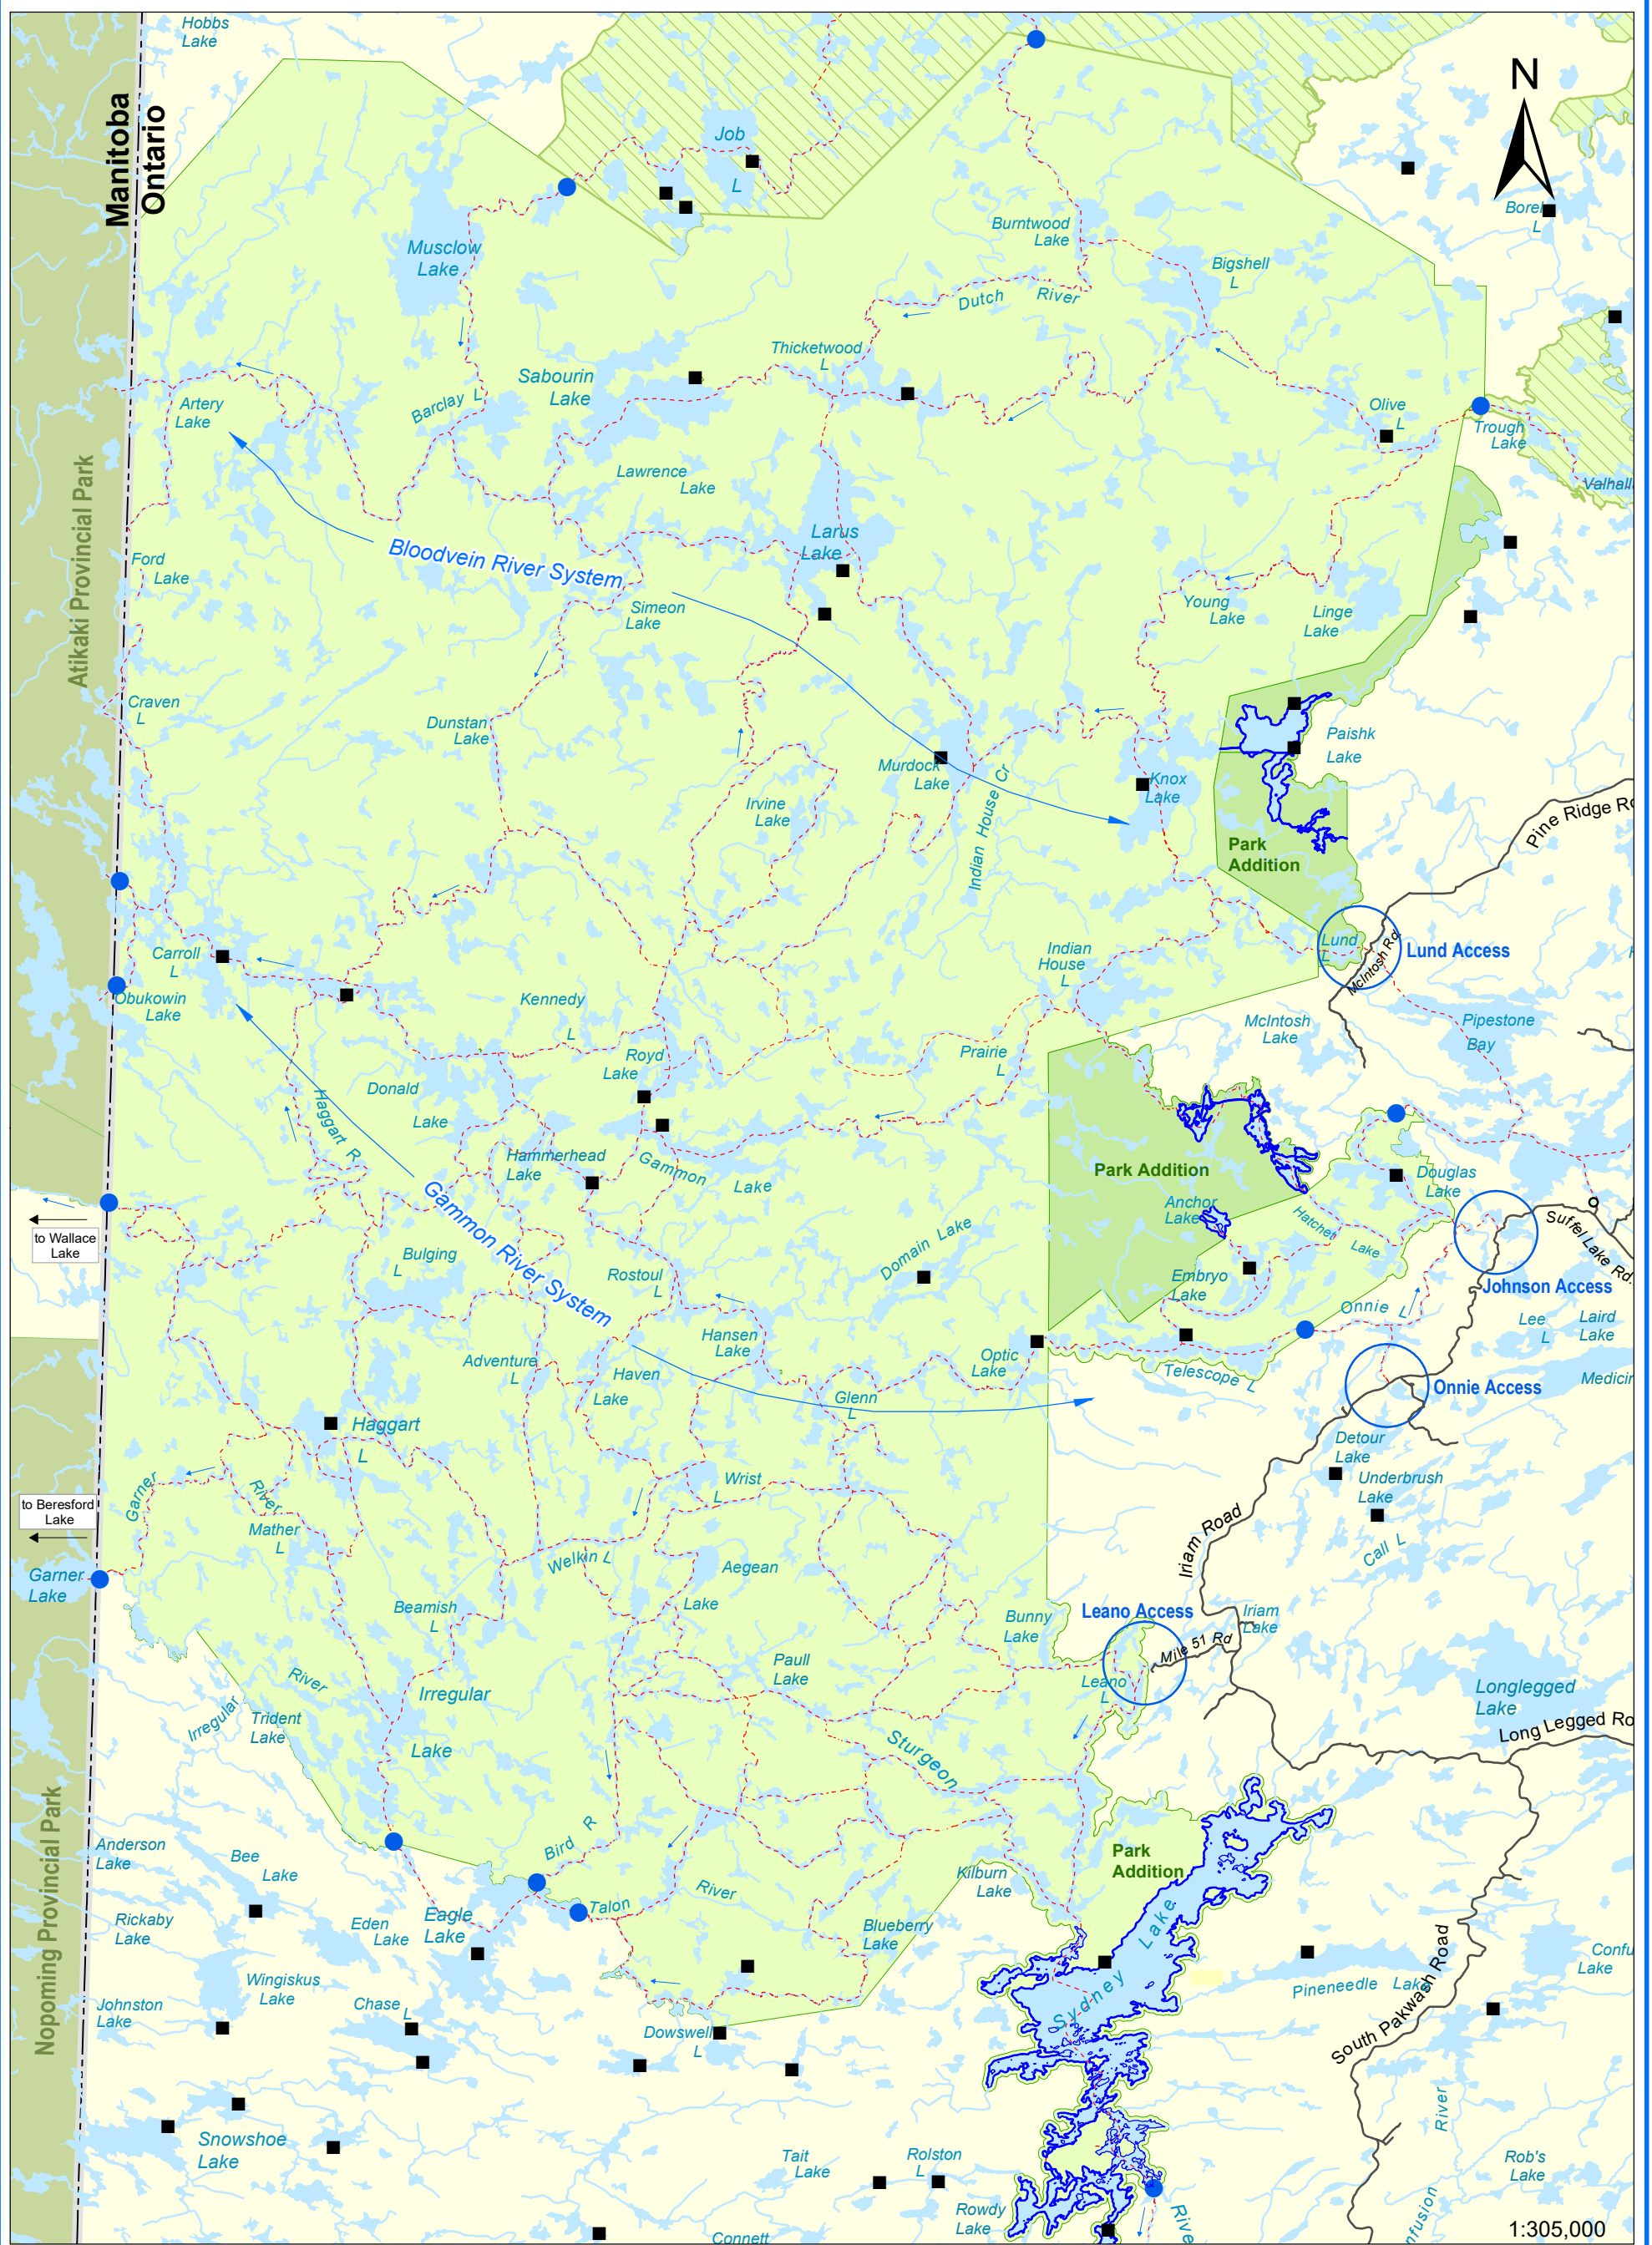 Hobbs
Lake
N
Manitoba
Ontario
Job
L
Borel
L
Burntwood
Lake
Musclow
Lake
Bigshell
L
Dutch River
Thicketwood
L
Sabourin
Lake
Barclay L
Artery
Lake
Olive
L
Trough
Lake
Lawrence
Lake
Larus
Lake
Bloodvein River System
Atikaki Provincial Park
Ford
Lake
Simeon
Lake
Young
Lake
Linge
Lake
Craven
L
Dunstan
Lake
Paishk
Lake
Murdock
Lake
Knox
Lake
Irvine
Lake
Indian House Cr
Pine Ridge Ro
Park
Addition
Lund
L
McIntosh Rd.
Lund Access
Carroll
L
Indian
House
L
Obukowin
Lake
Kennedy
L
McIntosh
Lake
Pipestone
Bay
Royd
Lake
Prairie
L
Donald
Lake
Haggart R
Hammerhead
Lake
Gammon
Lake
Park Addition
Douglas
Lake
Anchor
Lake
Hatchet
Lake
Suffel Lake Rd.
to Wallace
Lake
Gammon River System
Bulging
L
Rostoul
L
Domain Lake
Embryo
Lake
Johnson Access
Onnie L
Lee
L
Laird
Lake
Hansen
Lake
Optic
Lake
Telescope L
Adventure
L
Haven
Lake
Glenn
L
Onnie Access
Medicin
Haggart
L
Detour
Lake
Underbrush
Lake
Call L
Wrist
L
Garner
River
to Beresford
Lake
Mather
L
Iriam Road
Welkin L
Aegean
Lake
Garner
Lake
Beamish
L
Bunny
Lake
Leano Access
Iriam
Lake
Mile 51 Rd
Paull
Lake
Leano
L
River
Irregular
Trident
Lake
Irregular
Lake
Longlegged
Lake
Long Legged Ro
Sturgeon
Nopoming Provincial Park
Anderson
Lake
Bee
Lake
Bird R
Park
Addition
Kilburn
Lake
Rickaby
Lake
Eden
Lake
Eagle
Lake
Talon
River
Blueberry
Lake
Sydney Lake
Confu
Lake
Wingiskus
Lake
Pineneedle Lake
South Pakwash Road
Johnston
Lake
Chase
L
Dowswell
L
River
Snowshoe
Lake
Tait
Lake
Rolston
L
Rob's
Lake
Rowdy
Lake
Rive
nfusion
Connett
1:305,000